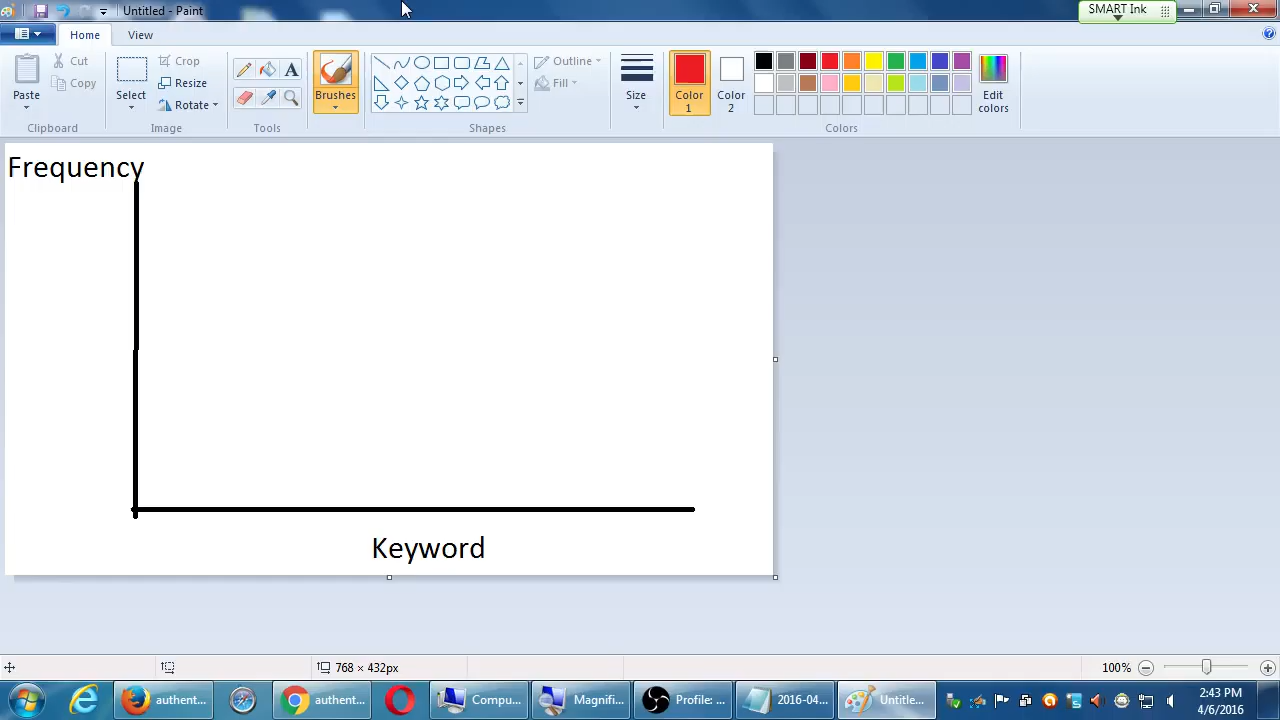 Untitled - Paint
SMART Ink
Home
View
Paste
Cut
Copy
Clipboard
Select
Crop
Resize
Rotate
Image
A
Tools
Brushes
Outline
Fill
Shapes
Size
Color 1
Color 2
Edit colors
Colors
Frequency
Keyword
768 × 432px
100%
authent...
authent...
Compu...
Magnifi...
Profile: ...
2016-04...
Untitle...
2:43 PM
4/6/2016